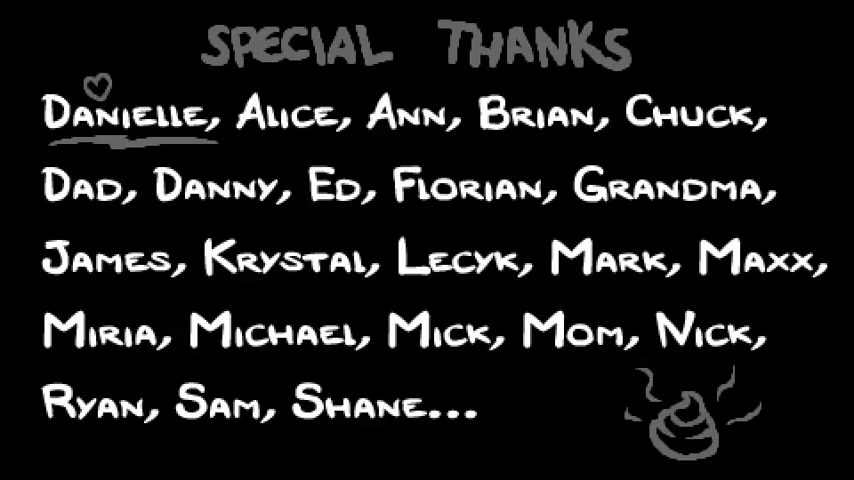 SPECIAL THANKS
DANIELLE, ALICE, ANN, BRIAN, CHUCK,
DAD, DANNY, ED, FLORIAN, GRANDMA,
JAMES, KRYSTAL, LECYK, MARK, MAXX,
MIRIA, MICHAEL, MICK, MOM, NICK,
RYAN, SAM, SHANE...